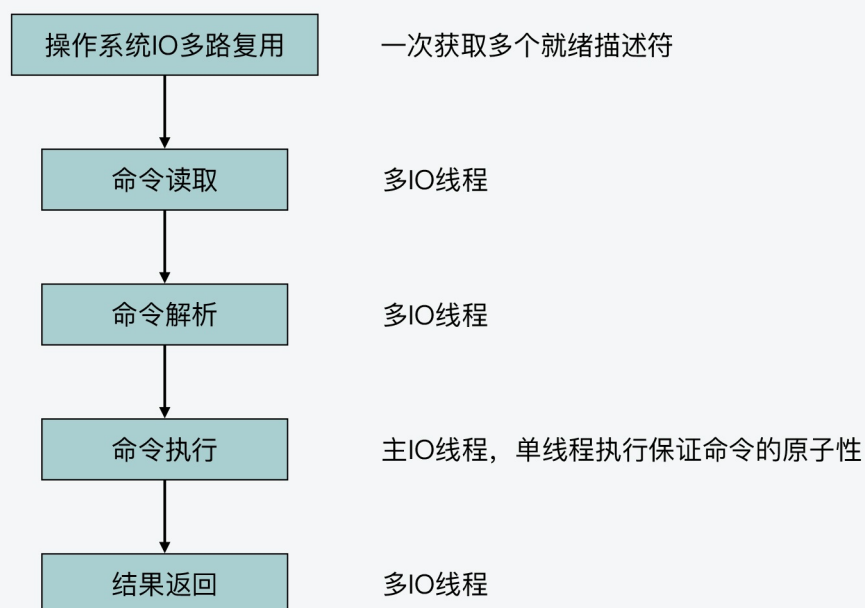 操作系统IO多路复用
一次获取多个就绪描述符
命令读取
多IO线程
命令解析
多IO线程
命令执行
主IO线程，单线程执行保证命令的原子性
结果返回
多IO线程